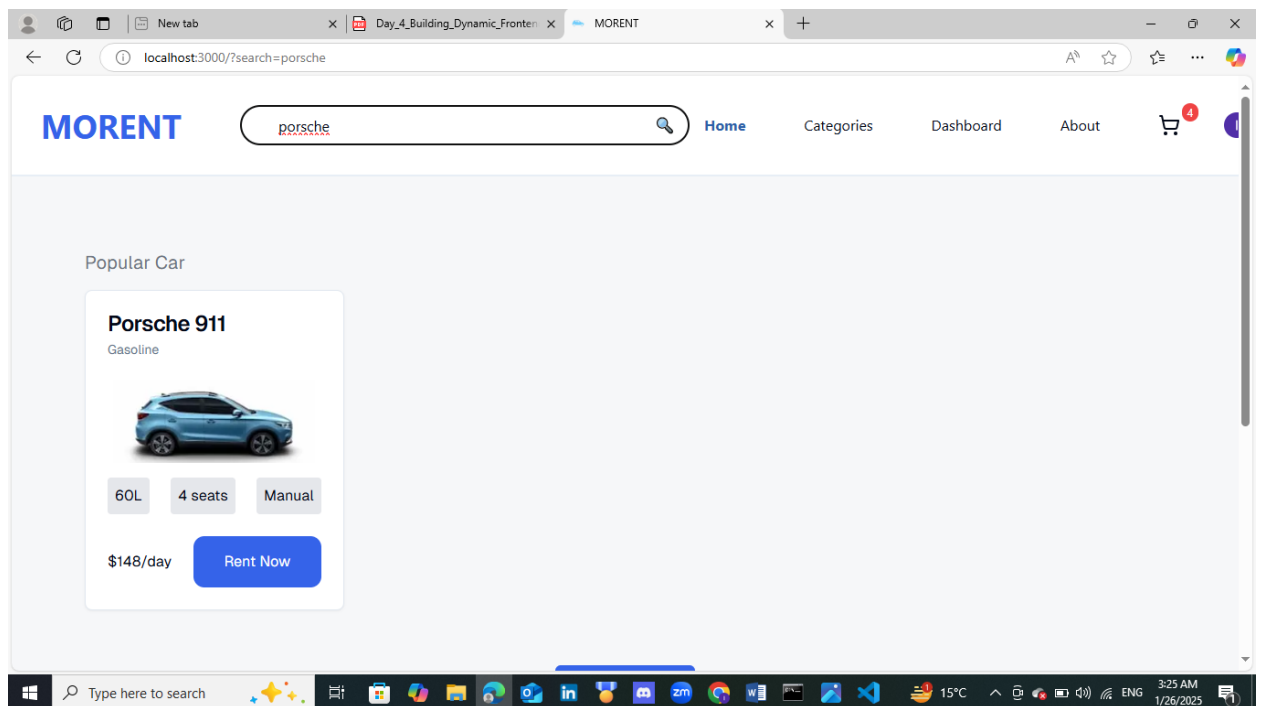 New tab
Day_4_Building_Dynamic_Fronten
MORENT
localhost:3000/?search=porsche
MORENT
porsche
Home
Categories
Dashboard
About
4
I
Popular Car
Porsche 911
Gasoline
60L
4 seats
Manual
$148/day
Rent Now
Type here to search
1
15°C
ENG
3:25 AM
1/26/2025
1